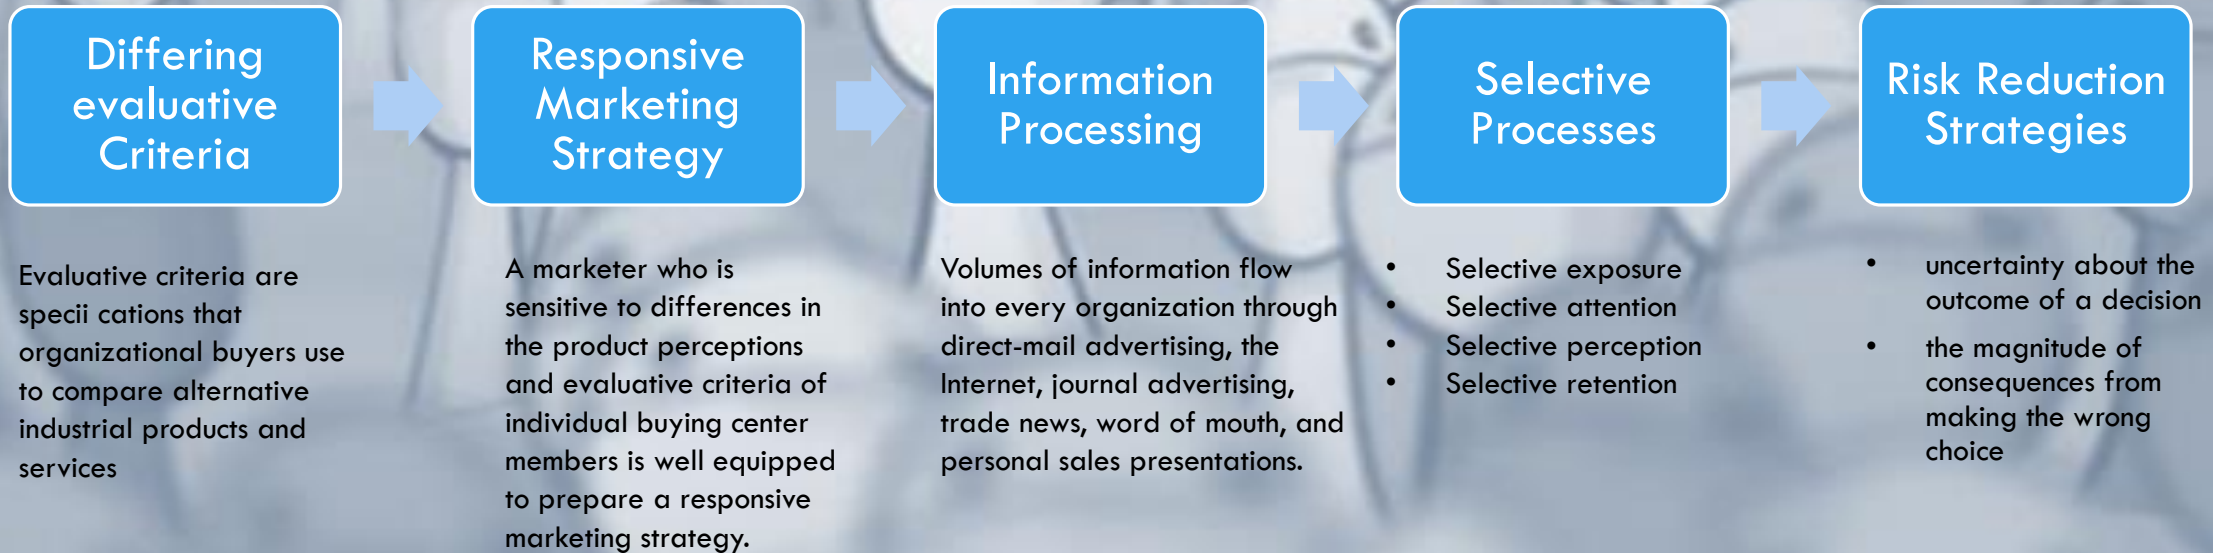 Differing
evaluative
Criteria
Responsive
Marketing
Strategy
Information
Processing
Selective
Processes
Risk Reduction
Strategies
Evaluative criteria are
specii cations that
organizational buyers use
to compare alternative
industrial products and
services
A marketer who is
sensitive to differences in
the product perceptions
and evaluative criteria of
individual buying center
members is well equipped
to prepare a responsive
marketing strategy.
Volumes of information flow
into every organization through
direct-mail advertising, the
Internet, journal advertising,
trade news, word of mouth, and
personal sales presentations.
• Selective exposure
• Selective attention
• Selective perception
• Selective retention
• uncertainty about the
outcome of a decision
• the magnitude of
consequences from
making the wrong
choice